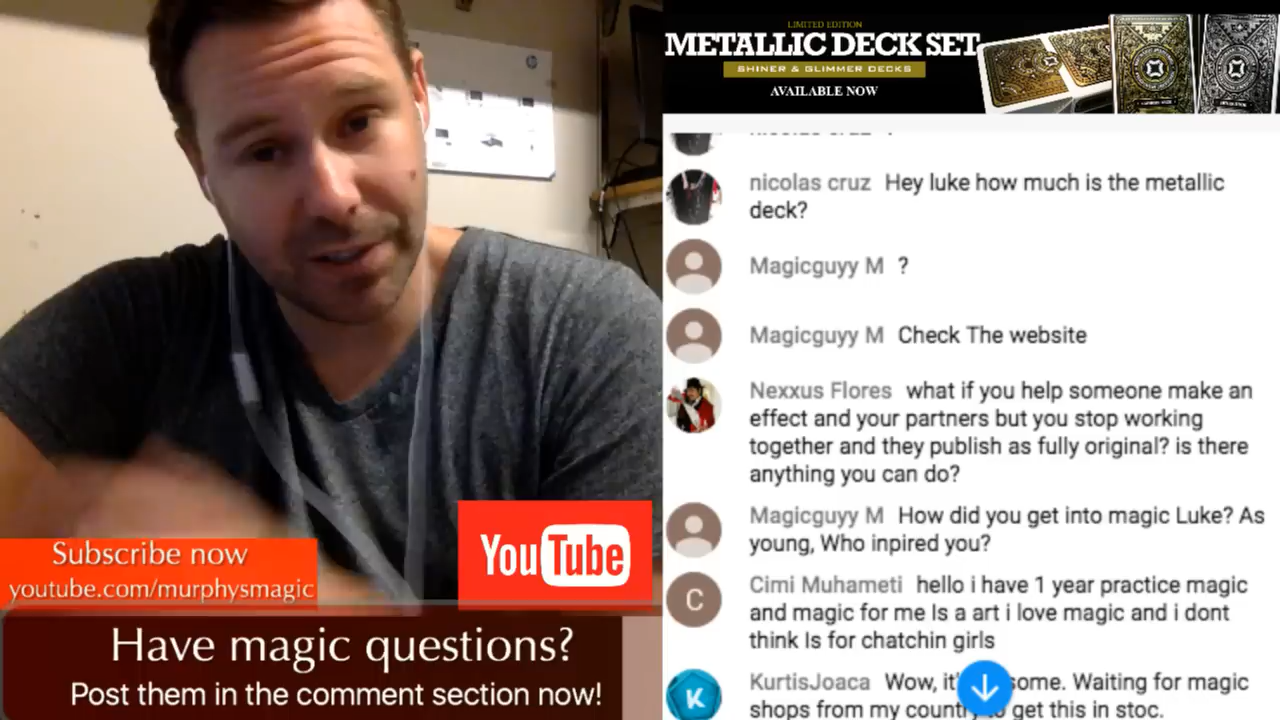 LIMITED EDITION
METALLIC DECK SET
SHINER & GLIMMER DECKS
AVAILABLE NOW
nicolas cruz Hey luke how much is the metallic
deck?
Magicguyy M ?
Magicguyy M Check The website
Nexxus Flores what if you help someone make an
effect and your partners but you stop working
together and they publish as fully original? is there
anything you can do?
Magicguyy M How did you get into magic Luke? As
young, Who inpired you?
C
Cimi Muhameti hello i have 1 year practice magic
and magic for me Is a art i love magic and i dont
think Is for chatchin girls
K
KurtisJoaca Wow, Waiting for magic
shops from my country get this in stoc.
Subscribe now
youtube.com/murphysmagic
YouTube
Have magic questions?
Post them in the comment section now!